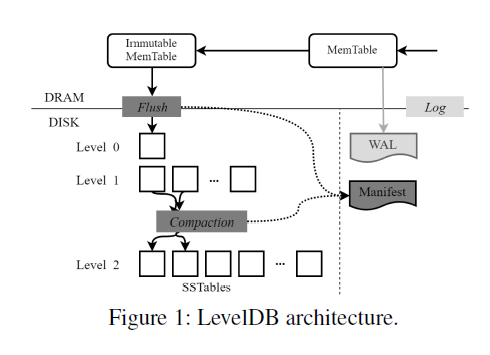 Immutable
MemTable
MemTable
DRAM
Flush
Log
DISK
Level 0
WAL
Level 1
...
Manifest
Compaction
Level 2
...
SSTables
Figure 1: LevelDB architecture.